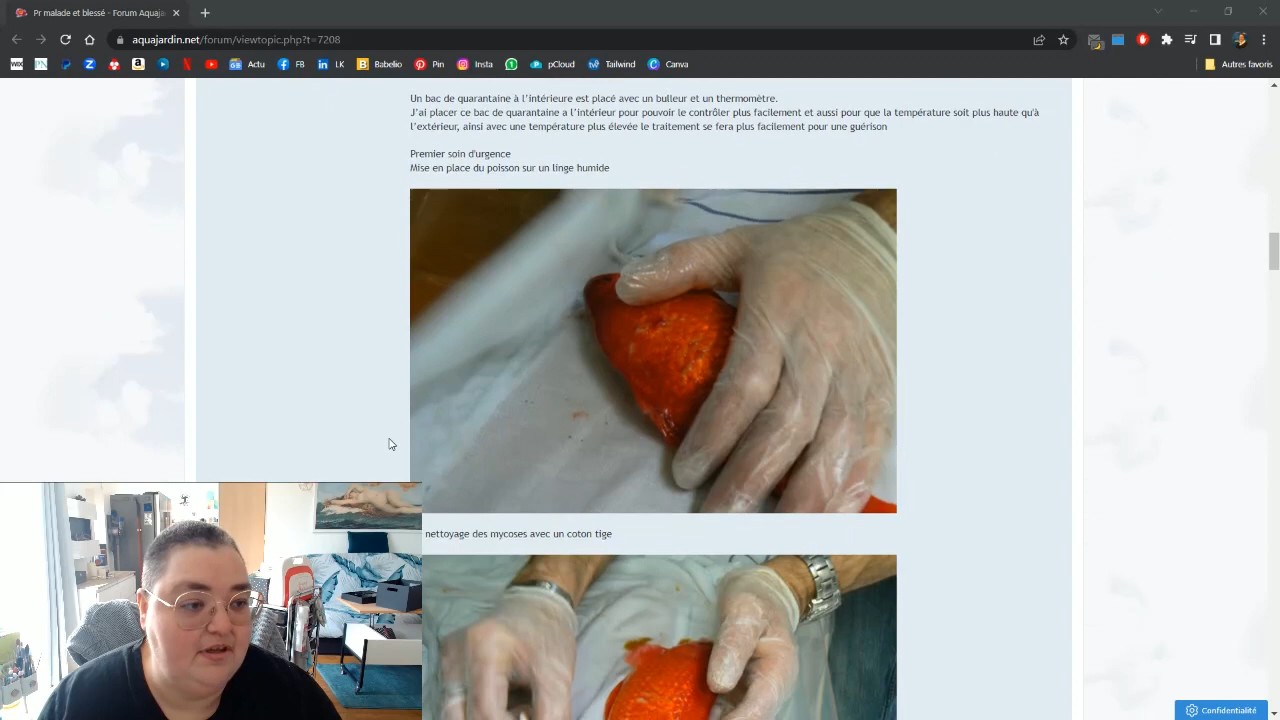 Pr malade et blessé - Forum Aquaja
aquajardin.net/forum/viewtopic.php?t=7208
WIX Actu FB LK Babelio Pin Insta pCloud Tailwind Canva Autres favoris
Un bac de quarantaine à l'intérieure est placé avec un bulleur et un thermomètre.
J'ai placer ce bac de quarantaine a l'intérieur pour pouvoir le contrôler plus facilement et aussi pour que la température soit plus haute qu'à
l'extérieur, ainsi avec une température plus élevée le traitement se fera plus facilement pour une guérison
Premier soin d'urgence
Mise en place du poisson sur un linge humide
nettoyage des mycoses avec un coton tige
Confidentialité